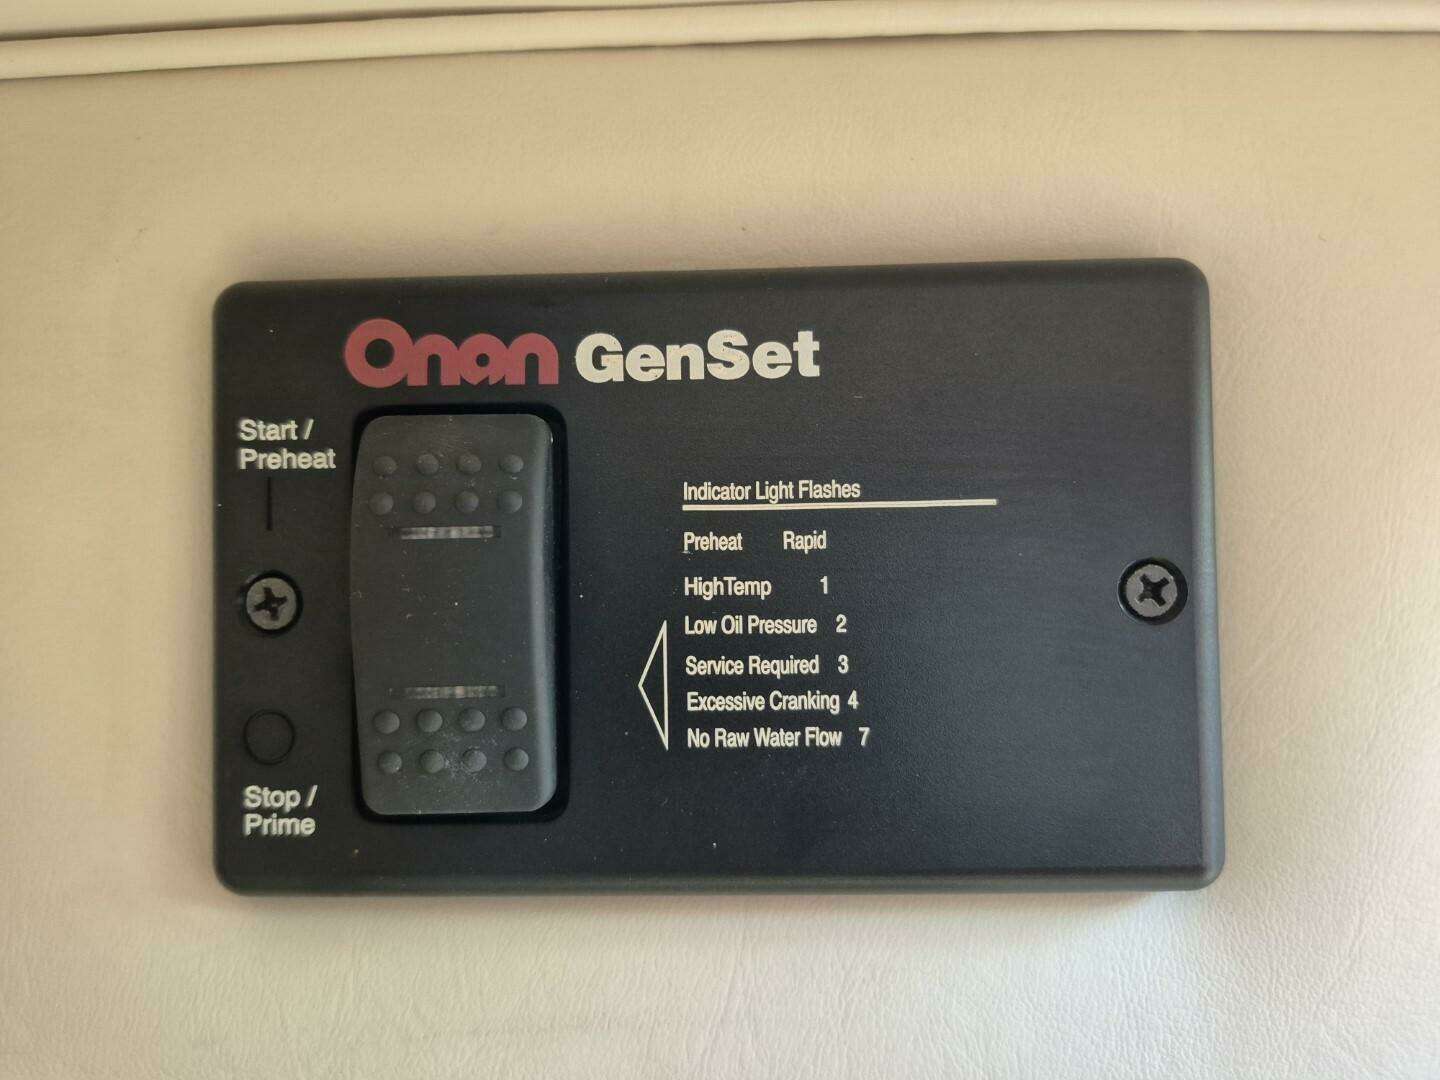 Onan GenSet
Start /
Preheat
Indicator Light Flashes
Preheat Rapid
HighTemp 1
Low Oil Pressure 2
Service Required 3
Excessive Cranking 4
No Raw Water Flow 7
Stop /
Prime